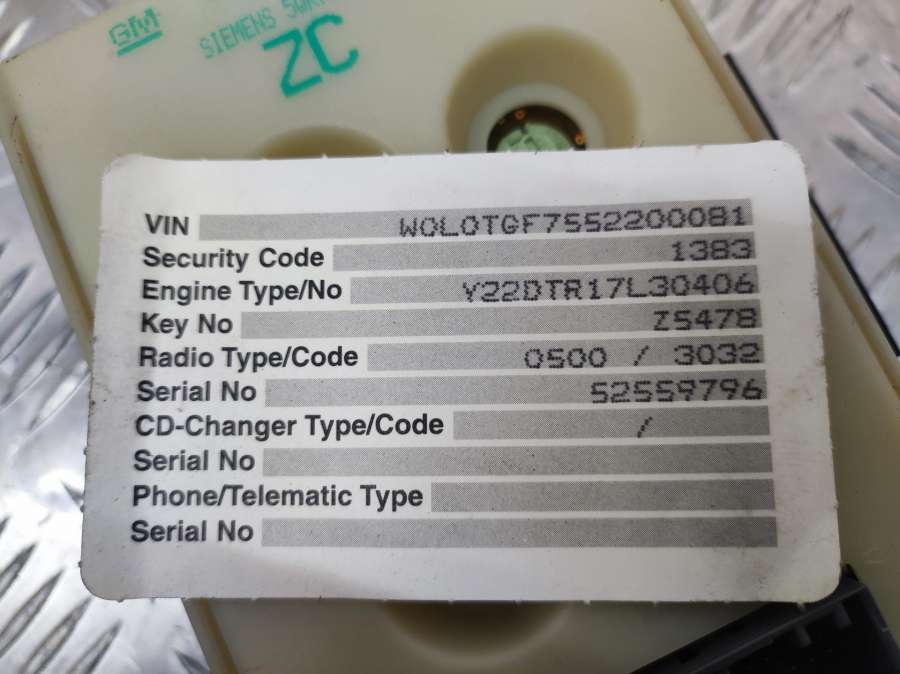 GM
SIEMENS
ZC
VIN W0L0TGF7552200081
Security Code 1383
Engine Type/No Y22DTR17L30406
Key No Z5478
Radio Type/Code 0500 / 3032
Serial No 52559796
CD-Changer Type/Code /
Serial No
Phone/Telematic Type
Serial No